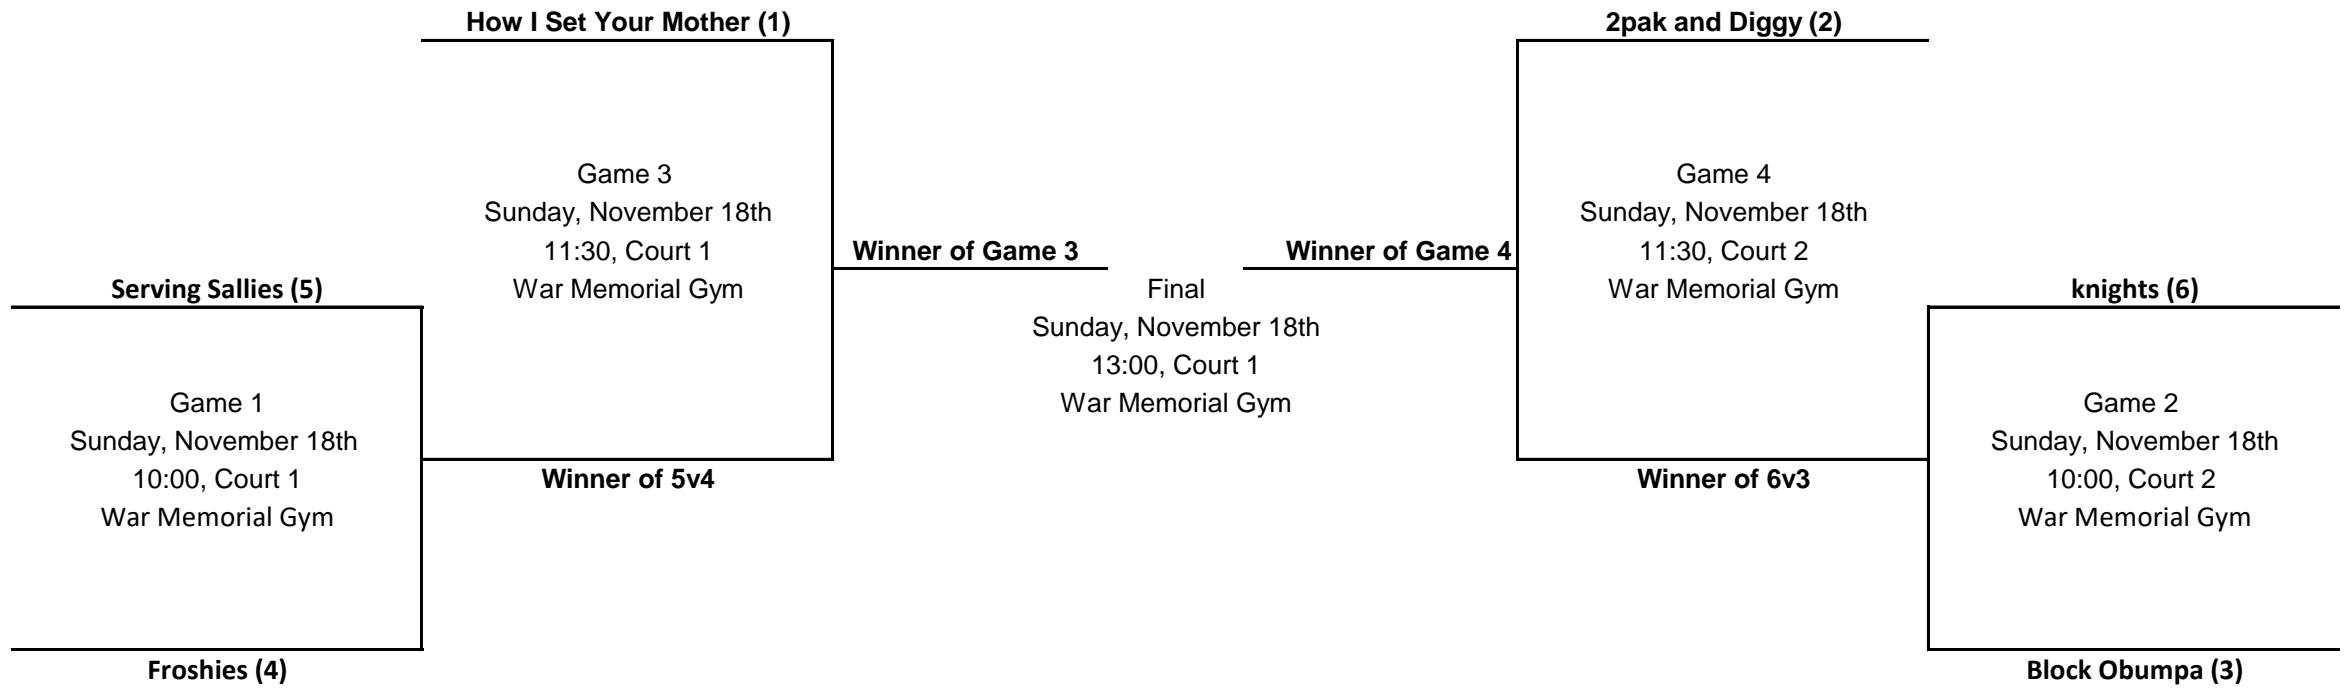 How I Set Your Mother (1)
2pak and Diggy (2)
Game 3
Sunday, November 18th
11:30, Court 1
War Memorial Gym
Game 4
Sunday, November 18th
11:30, Court 2
War Memorial Gym
Winner of Game 3
Winner of Game 4
Serving Sallies (5)
Final
Sunday, November 18th
13:00, Court 1
War Memorial Gym
knights (6)
Game 1
Sunday, November 18th
10:00, Court 1
War Memorial Gym
Winner of 5v4
Winner of 6v3
Game 2
Sunday, November 18th
10:00, Court 2
War Memorial Gym
Froshies (4)
Block Obumpa (3)